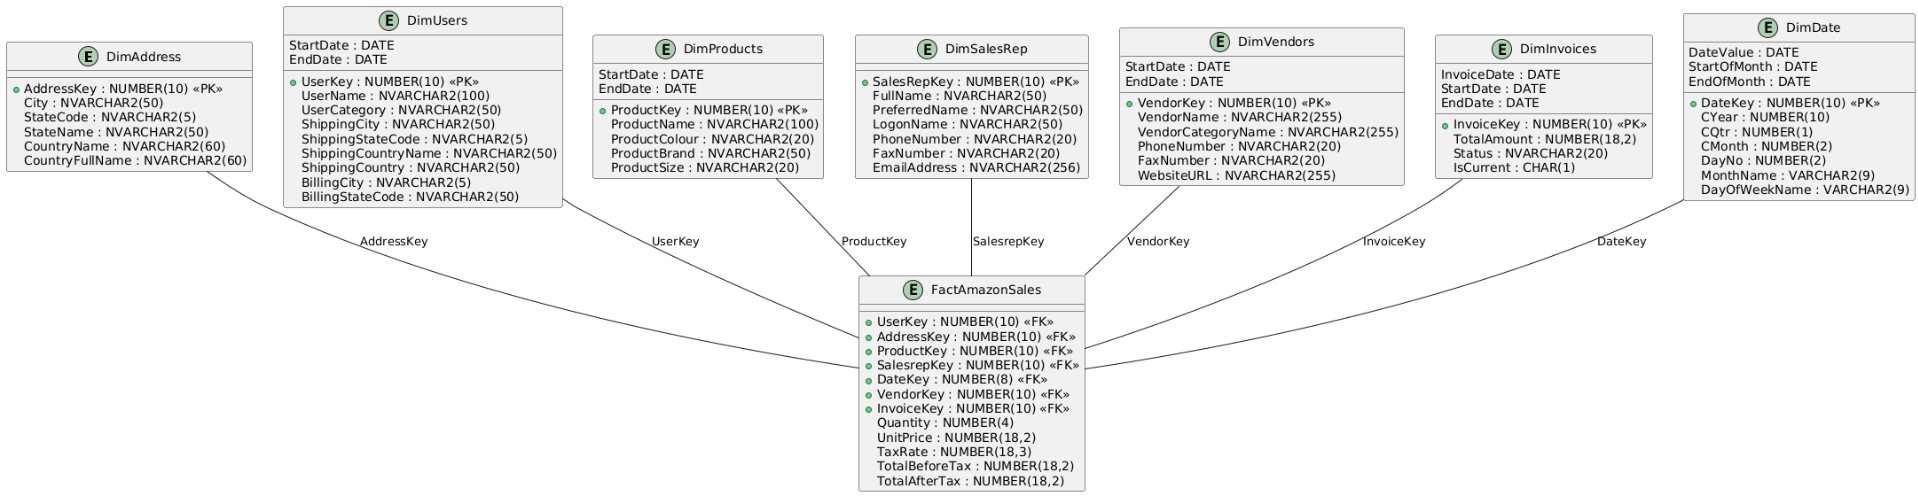 E DimAddress
AddressKey : NUMBER(10) «PK»
City : NVARCHAR2(50)
StateCode : NVARCHAR2(5)
StateName : NVARCHAR2(50)
CountryName : NVARCHAR2(60)
CountryFullName : NVARCHAR2(60)
E DimUsers
StartDate : DATE
EndDate : DATE
UserKey : NUMBER(10) «PK»
UserName : NVARCHAR2(100)
UserCategory : NVARCHAR2(50)
ShippingCity : NVARCHAR2(50)
ShippingStateCode : NVARCHAR2(5)
ShippingCountryName : NVARCHAR2(50)
ShippingCountry : NVARCHAR2(50)
BillingCity : NVARCHAR2(5)
BillingStateCode : NVARCHAR2(50)
E DimProducts
StartDate : DATE
EndDate : DATE
ProductKey : NUMBER(10) «PK»
ProductName : NVARCHAR2(100)
ProductColour : NVARCHAR2(20)
ProductBrand : NVARCHAR2(50)
ProductSize : NVARCHAR2(20)
E DimSalesRep
SalesRepKey : NUMBER(10) «PK»
FullName : NVARCHAR2(50)
PreferredName : NVARCHAR2(50)
LogonName : NVARCHAR2(50)
PhoneNumber : NVARCHAR2(20)
FaxNumber : NVARCHAR2(20)
EmailAddress : NVARCHAR2(256)
E DimVendors
StartDate : DATE
EndDate : DATE
VendorKey : NUMBER(10) «PK»
VendorName : NVARCHAR2(255)
VendorCategoryName : NVARCHAR2(255)
PhoneNumber : NVARCHAR2(20)
FaxNumber : NVARCHAR2(20)
WebsiteURL : NVARCHAR2(255)
E DimInvoices
InvoiceDate : DATE
StartDate : DATE
EndDate : DATE
InvoiceKey : NUMBER(10) «PK»
TotalAmount : NUMBER(18,2)
Status : NVARCHAR2(20)
IsCurrent : CHAR(1)
E DimDate
DateValue : DATE
StartOfMonth : DATE
EndOfMonth : DATE
DateKey : NUMBER(10) «PK»
CYear : NUMBER(10)
CQtr : NUMBER(1)
CMonth : NUMBER(2)
DayNo : NUMBER(2)
MonthName : VARCHAR2(9)
DayOfWeekName : VARCHAR2(9)
AddressKey
UserKey
ProductKey
SalesrepKey
VendorKey
InvoiceKey
DateKey
E FactAmazonSales
UserKey : NUMBER(10) «FK»
AddressKey : NUMBER(10) «FK»
ProductKey : NUMBER(10) «FK»
SalesrepKey : NUMBER(10) «FK»
DateKey : NUMBER(8) «FK»
VendorKey : NUMBER(10) «FK»
InvoiceKey : NUMBER(10) «FK»
Quantity : NUMBER(4)
UnitPrice : NUMBER(18,2)
TaxRate : NUMBER(18,3)
TotalBeforeTax : NUMBER(18,2)
TotalAfterTax : NUMBER(18,2)